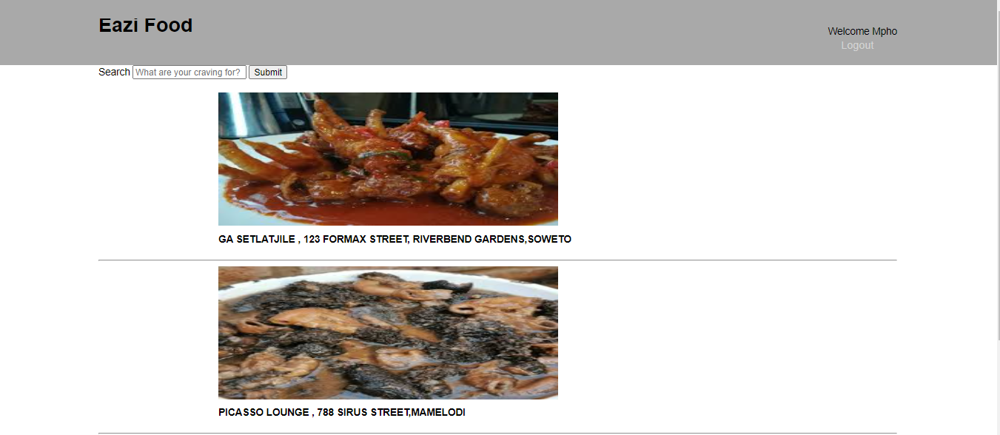 Eazi Food
Welcome Mpho
Logout
Search What are your craving for? Submit
GA SETLATJILE , 123 FORMAX STREET, RIVERBEND GARDENS,SOWETO
PICASSO LOUNGE , 788 SIRUS STREET,MAMELODI